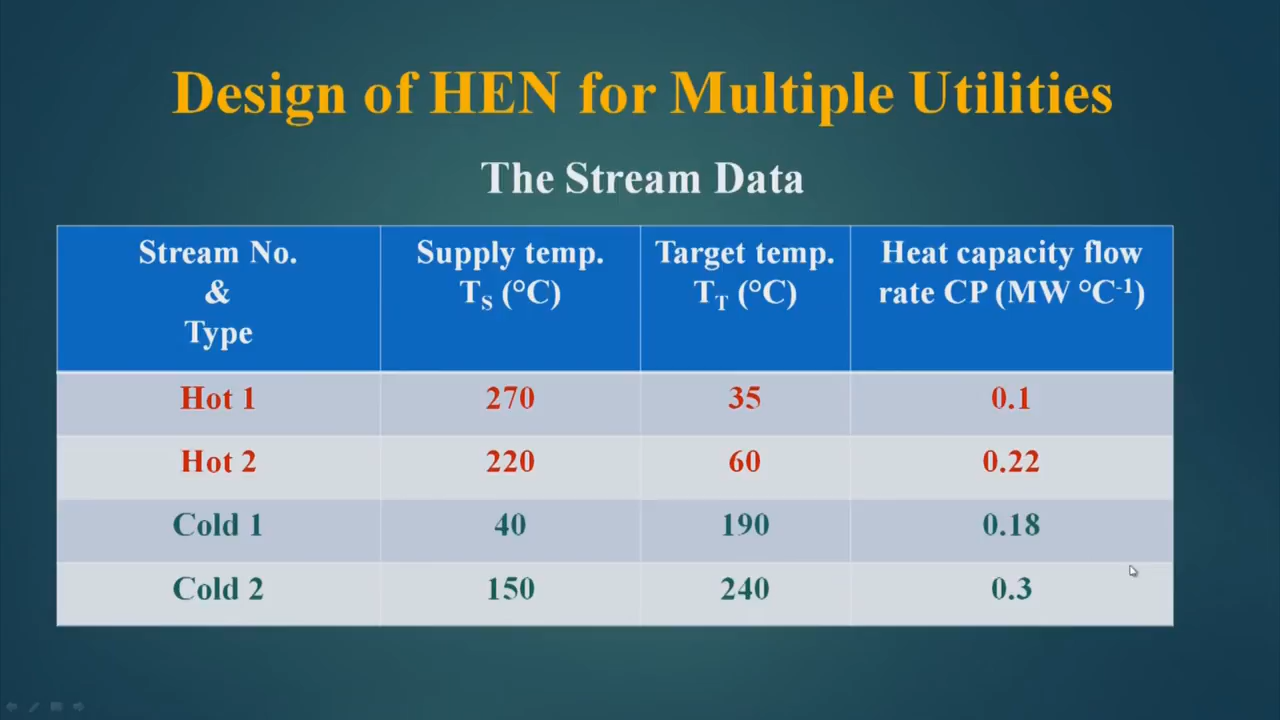 Design of HEN for Multiple Utilities
The Stream Data
Stream No.
&
Type
Supply temp.
T_S (°C)
Target temp.
T_T (°C)
Heat capacity flow
rate CP (MW °C⁻¹)
Hot 1 270 35 0.1
Hot 2 220 60 0.22
Cold 1 40 190 0.18
Cold 2 150 240 0.3